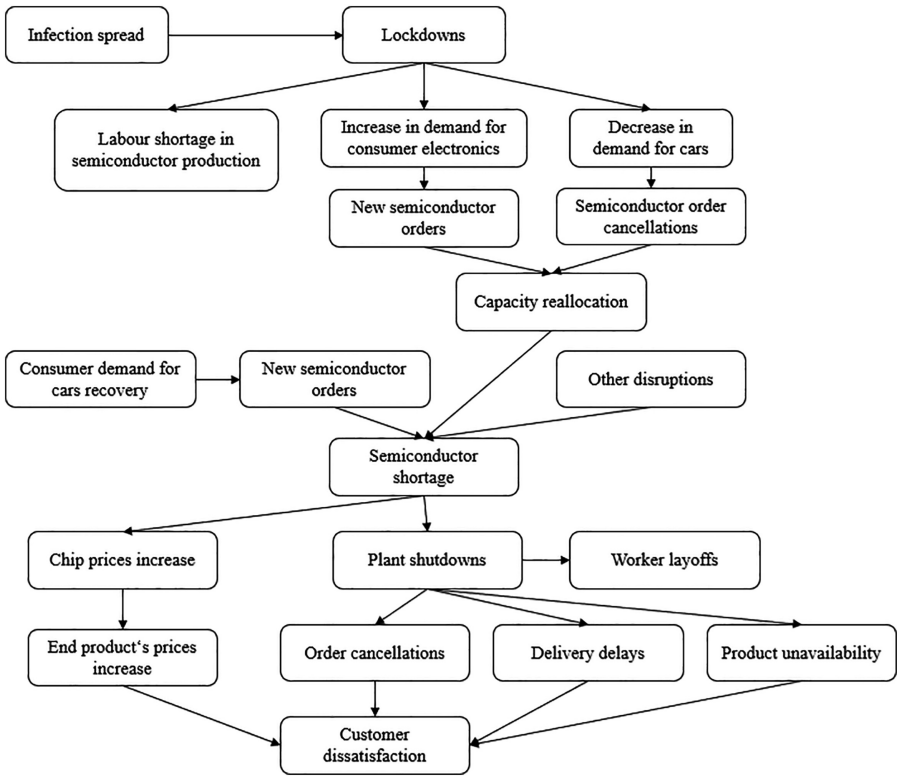 Infection spread
Lockdowns
Labour shortage in
semiconductor production
Increase in demand for
consumer electronics
Decrease in
demand for cars
New semiconductor
orders
Semiconductor order
cancellations
Capacity reallocation
Consumer demand for
cars recovery
New semiconductor
orders
Other disruptions
Semiconductor
shortage
Chip prices increase
Plant shutdowns
Worker layoffs
End product‘s prices
increase
Order cancellations
Delivery delays
Product unavailability
Customer
dissatisfaction